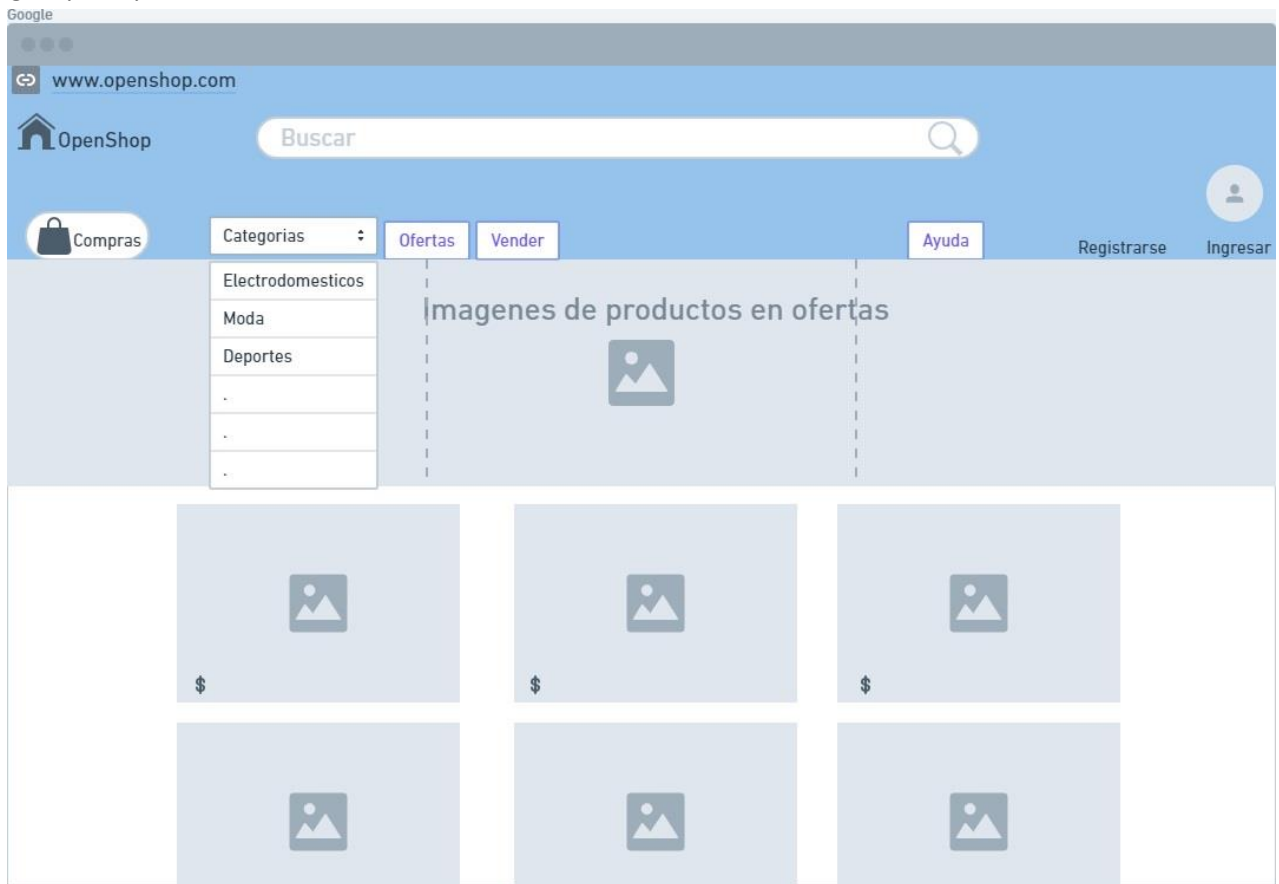 Google
www.openshop.com
OpenShop
Buscar
Compras
Categorias
Ofertas
Vender
Ayuda
Registrarse
Ingresar
Electrodomesticos
Moda
Deportes
.
.
.
Imagenes de productos en ofertas
$
$
$